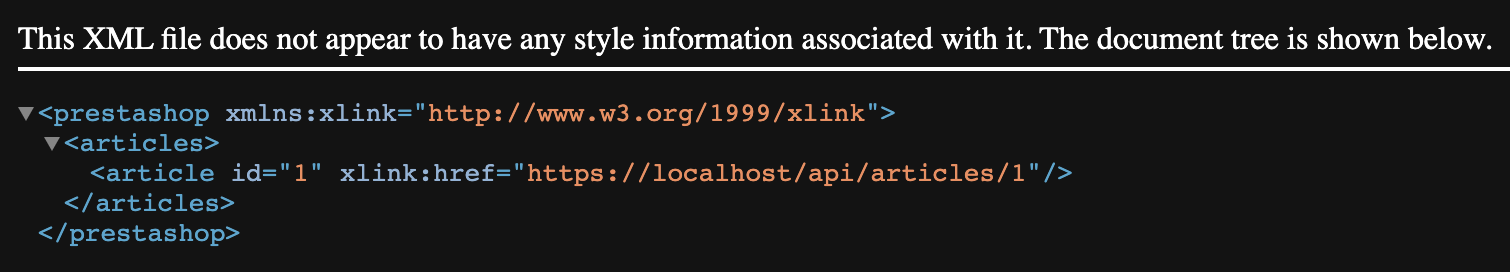 This XML file does not appear to have any style information associated with it. The document tree is shown below.
<prestashop xmlns:xlink="http://www.w3.org/1999/xlink">
<articles>
<article id="1" xlink:href="https://localhost/api/articles/1"/>
</articles>
</prestashop>